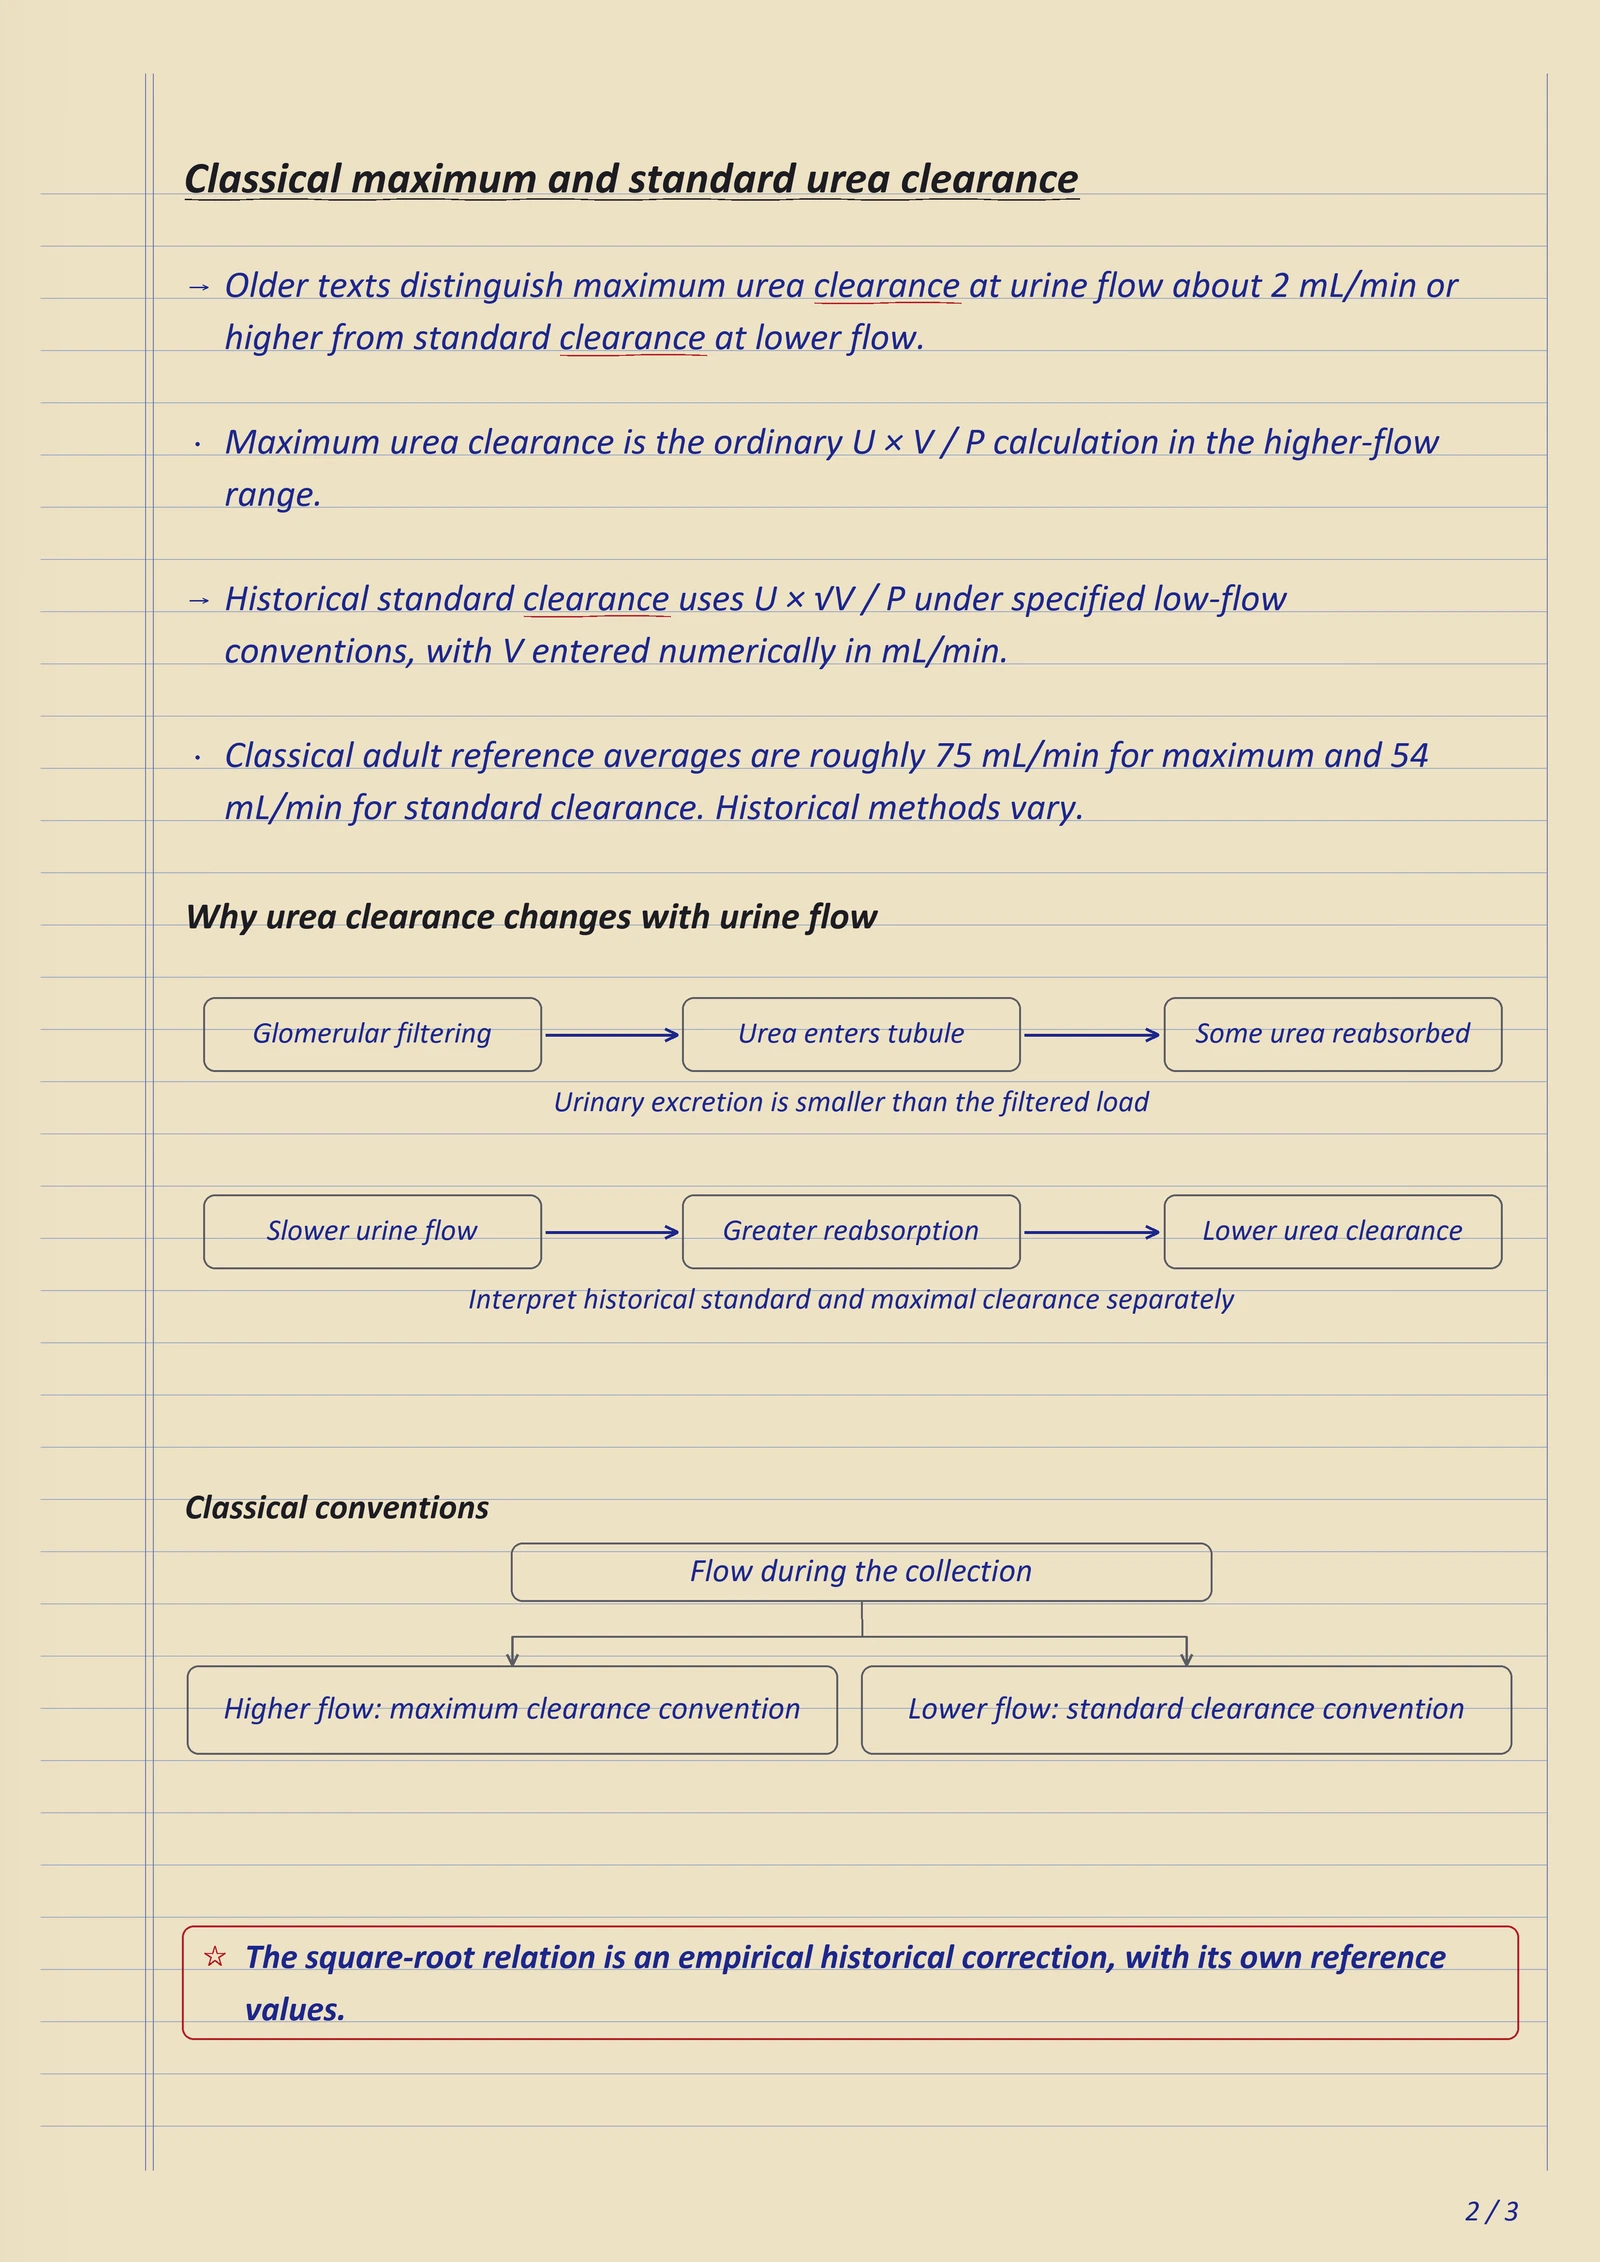 Classical maximum and standard urea clearance
→ Older texts distinguish maximum urea clearance at urine flow about 2 mL/min or
higher from standard clearance at lower flow.
· Maximum urea clearance is the ordinary U × V / P calculation in the higher-flow
range.
→ Historical standard clearance uses U × √V / P under specified low-flow
conventions, with V entered numerically in mL/min.
· Classical adult reference averages are roughly 75 mL/min for maximum and 54
mL/min for standard clearance. Historical methods vary.
Why urea clearance changes with urine flow
Glomerular filtering
Urea enters tubule
Some urea reabsorbed
Urinary excretion is smaller than the filtered load
Slower urine flow
Greater reabsorption
Lower urea clearance
Interpret historical standard and maximal clearance separately
Classical conventions
Flow during the collection
Higher flow: maximum clearance convention
Lower flow: standard clearance convention
☆ The square-root relation is an empirical historical correction, with its own reference
values.
2 / 3